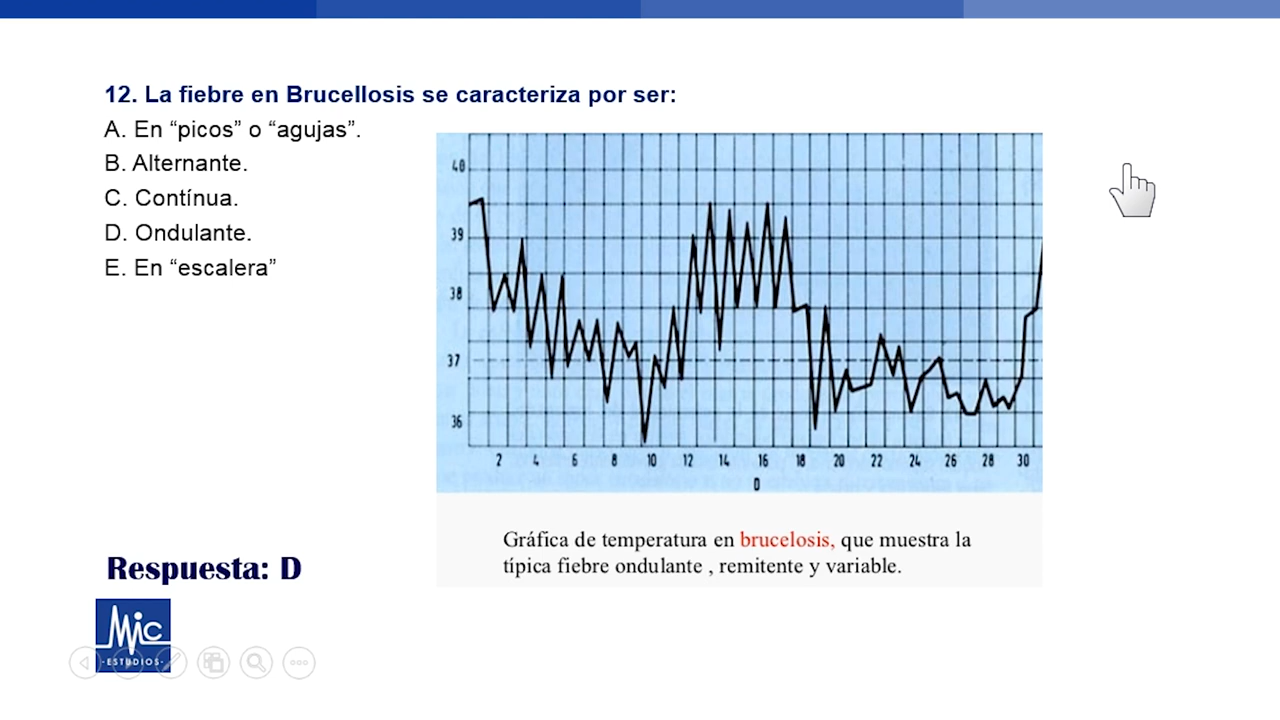 12. La fiebre en Brucellosis se caracteriza por ser:
A. En “picos” o “agujas”.
B. Alternante.
C. Contínua.
D. Ondulante.
E. En “escalera”
40
39
38
37
36
2 4 6 8 10 12 14 16 18 20 22 24 26 28 30
D
Gráfica de temperatura en brucelosis, que muestra la
típica fiebre ondulante , remitente y variable.
Respuesta: D
Mic
·ESTUDIOS·